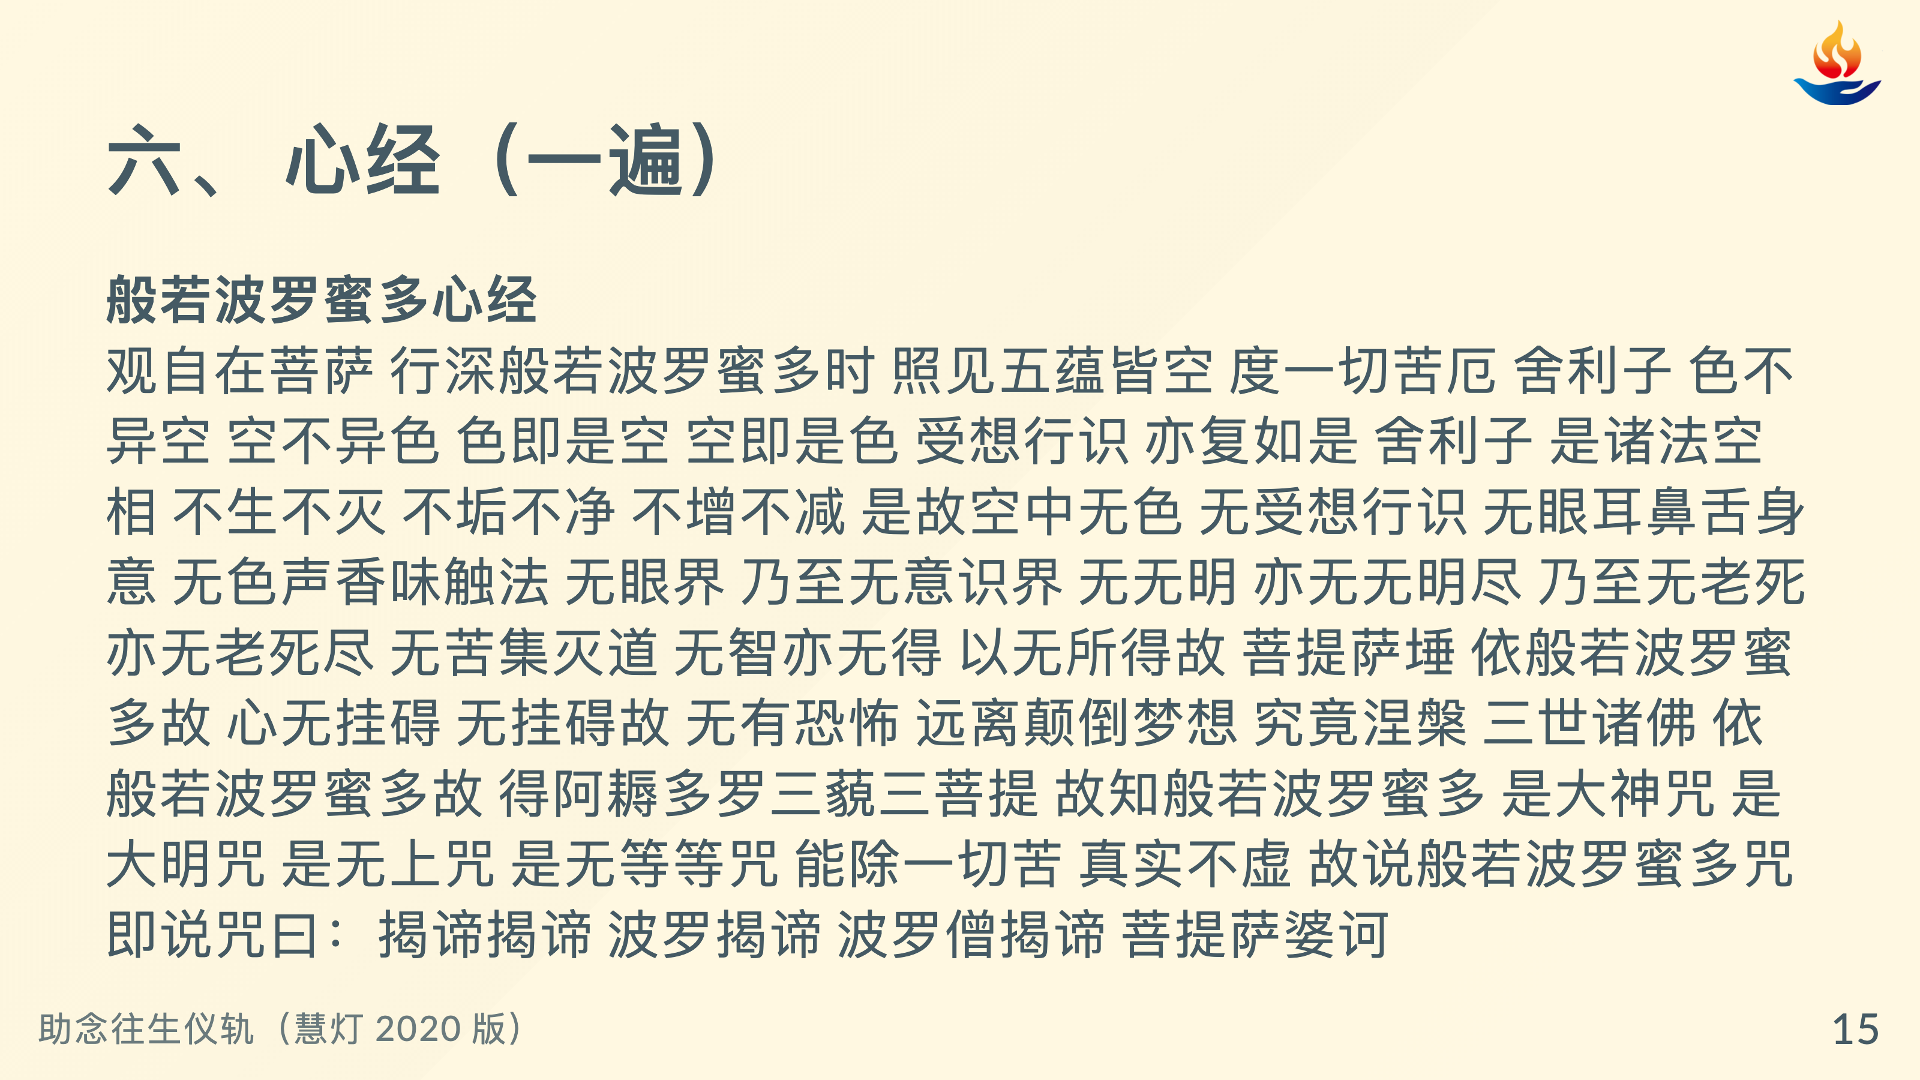 六、 心经（一遍）
般若波罗蜜多心经
观自在菩萨 行深般若波罗蜜多时 照见五蕴皆空 度一切苦厄 舍利子 色不
异空 空不异色 色即是空 空即是色 受想行识 亦复如是 舍利子 是诸法空
相 不生不灭 不垢不净 不增不减 是故空中无色 无受想行识 无眼耳鼻舌身
意 无色声香味触法 无眼界 乃至无意识界 无无明 亦无无明尽 乃至无老死
亦无老死尽 无苦集灭道 无智亦无得 以无所得故 菩提萨埵 依般若波罗蜜
多故 心无挂碍 无挂碍故 无有恐怖 远离颠倒梦想 究竟涅槃 三世诸佛 依
般若波罗蜜多故 得阿耨多罗三藐三菩提 故知般若波罗蜜多 是大神咒 是
大明咒 是无上咒 是无等等咒 能除一切苦 真实不虚 故说般若波罗蜜多咒
即说咒曰： 揭谛揭谛 波罗揭谛 波罗僧揭谛 菩提萨婆诃
助念往生仪轨（慧灯 2020 版）
15